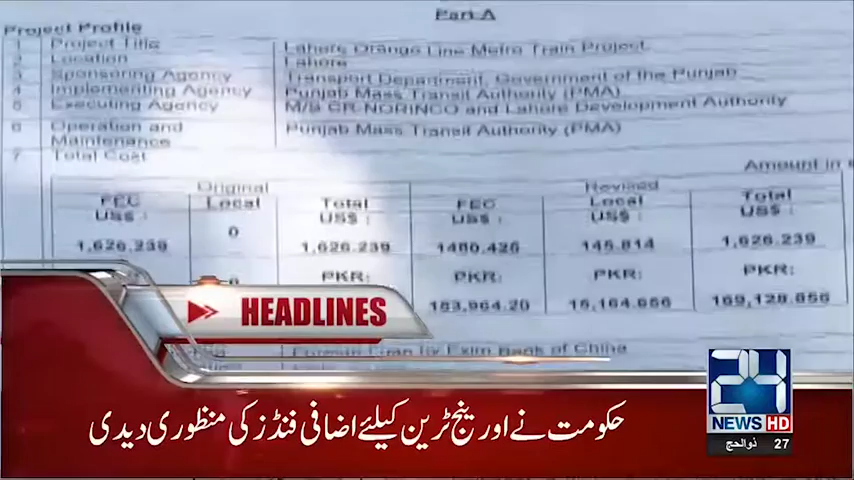 Part A
Project Profile
1 Project Title Lahore Orange Line Metro Train Project.
2 Location Lahore
3 Sponsoring Agency Transport Department, Government of the Punjab
4 Implementing Agency Punjab Mass Transit Authority (PMA)
5 Executing Agency M/S CR-NORINCO and Lahore Development Authority
6 Operation and Maintenance Punjab Mass Transit Authority (PMA)
7 Total Cost
Amount in
Original Revised
FEC Local Total FEC Local Total
US$ : US$ : US$ : US$ : US$ :
1,626.239 0 1,626.239 1480.426 145.814 1,626.239
PKR: PKR: PKR: PKR:
153,964.20 15,164.656 169,128.856
Exim Bank of China
HEADLINES
حکومت نے اورینج ٹرین کیلئے اضافی فنڈز کی منظوری دیدی
24
NEWS HD
27 ذوالحج